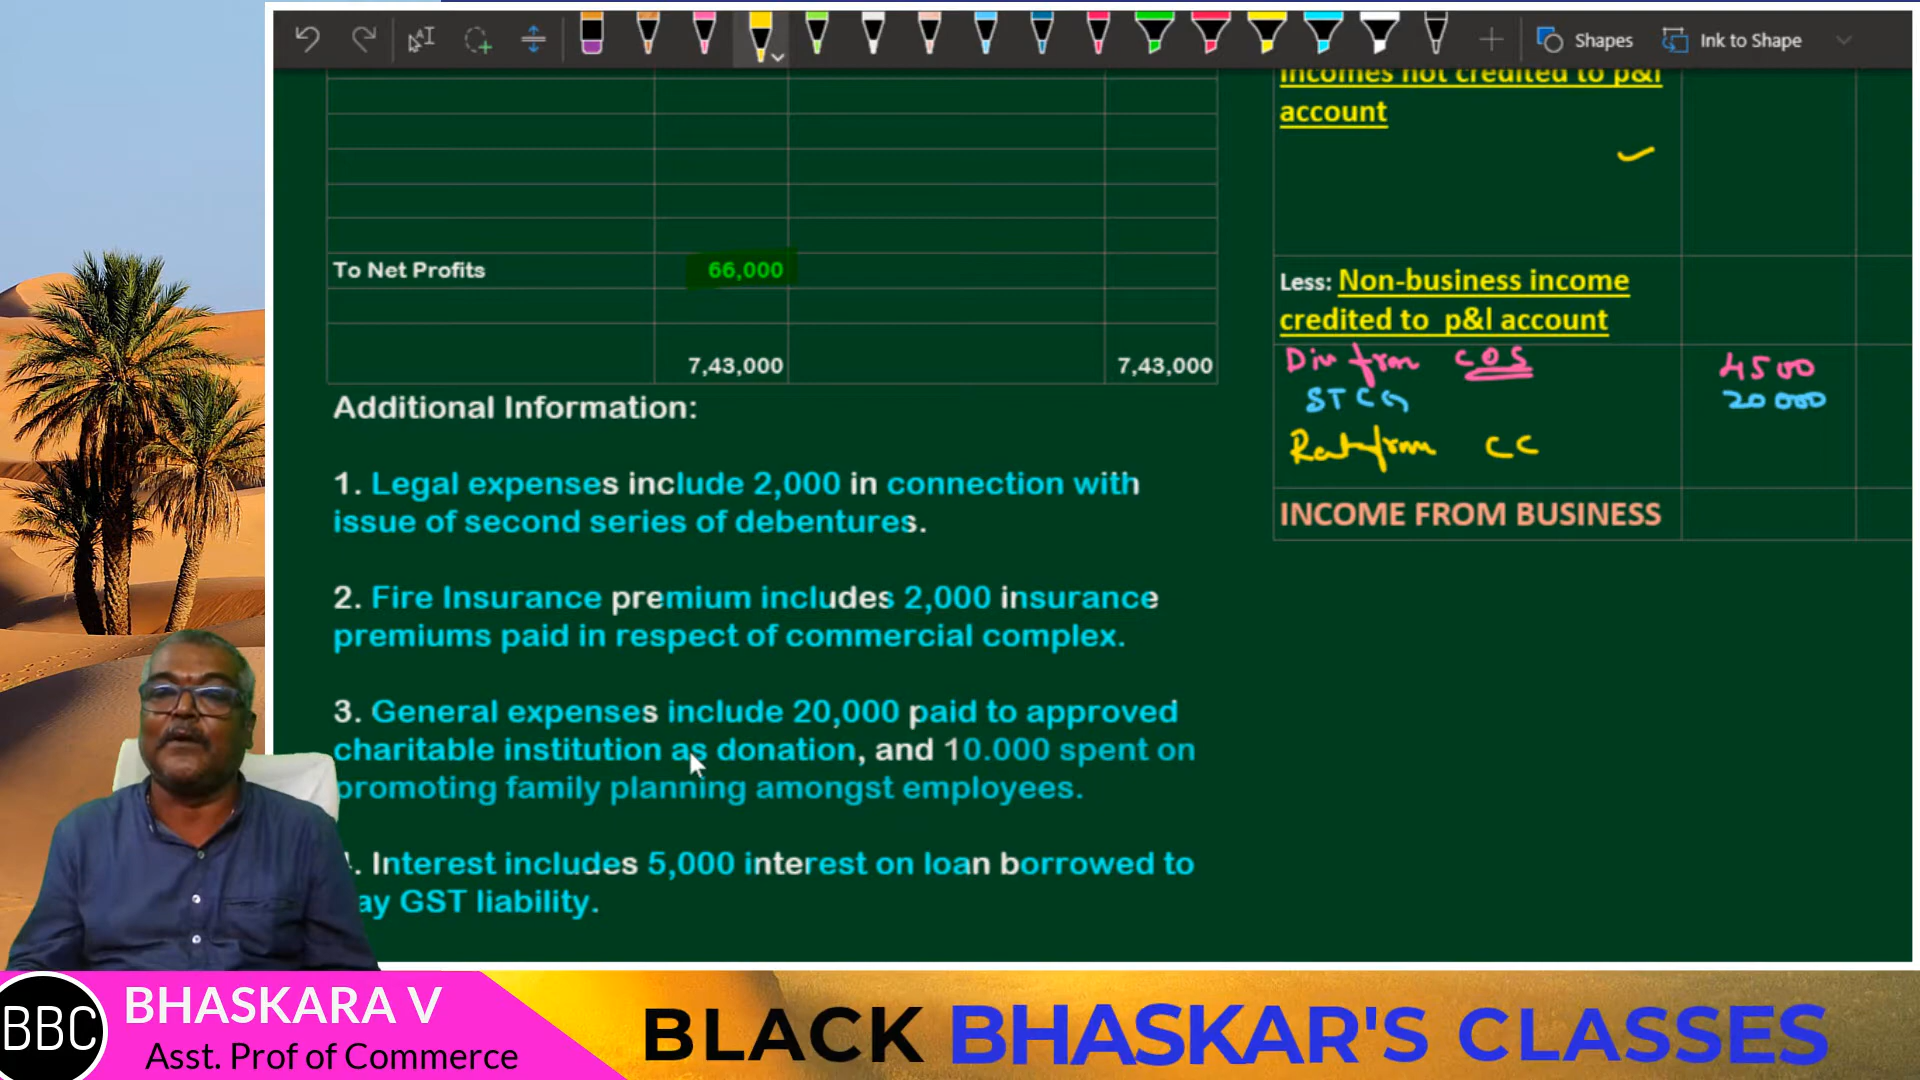 Shapes
Ink to Shape
incomes not credited to p&l
account
To Net Profits 66,000
7,43,000 7,43,000
Less: Non-business income
credited to p&l account
Div from COS 4500
STCG 20000
Rent from CC
INCOME FROM BUSINESS
Additional Information:
1. Legal expenses include 2,000 in connection with
issue of second series of debentures.
2. Fire Insurance premium includes 2,000 insurance
premiums paid in respect of commercial complex.
3. General expenses include 20,000 paid to approved
charitable institution as donation, and 10.000 spent on
promoting family planning amongst employees.
. Interest includes 5,000 interest on loan borrowed to
ay GST liability.
BBC
BHASKARA V
Asst. Prof of Commerce
BLACK BHASKAR'S CLASSES